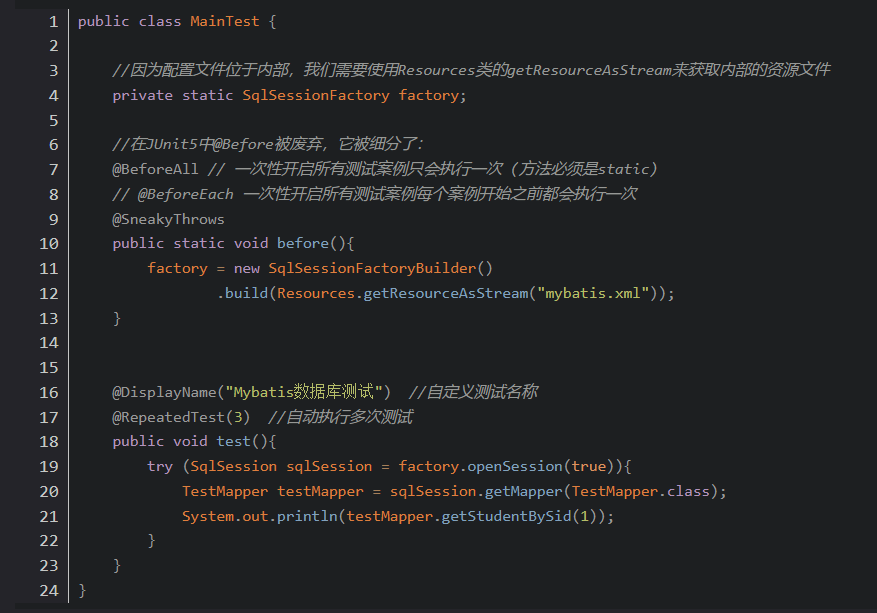 1 public class MainTest {
2
3     //因为配置文件位于内部，我们需要使用Resources类的getResourceAsStream来获取内部的资源文件
4     private static SqlSessionFactory factory;
5
6     //在JUnit5中@Before被废弃，它被细分了：
7     @BeforeAll // 一次性开启所有测试案例只会执行一次 (方法必须是static)
8     // @BeforeEach 一次性开启所有测试案例每个案例开始之前都会执行一次
9     @SneakyThrows
10     public static void before(){
11         factory = new SqlSessionFactoryBuilder()
12                 .build(Resources.getResourceAsStream("mybatis.xml"));
13     }
14
15
16     @DisplayName("Mybatis数据库测试")  //自定义测试名称
17     @RepeatedTest(3)  //自动执行多次测试
18     public void test(){
19         try (SqlSession sqlSession = factory.openSession(true)){
20             TestMapper testMapper = sqlSession.getMapper(TestMapper.class);
21             System.out.println(testMapper.getStudentBySid(1));
22         }
23     }
24 }